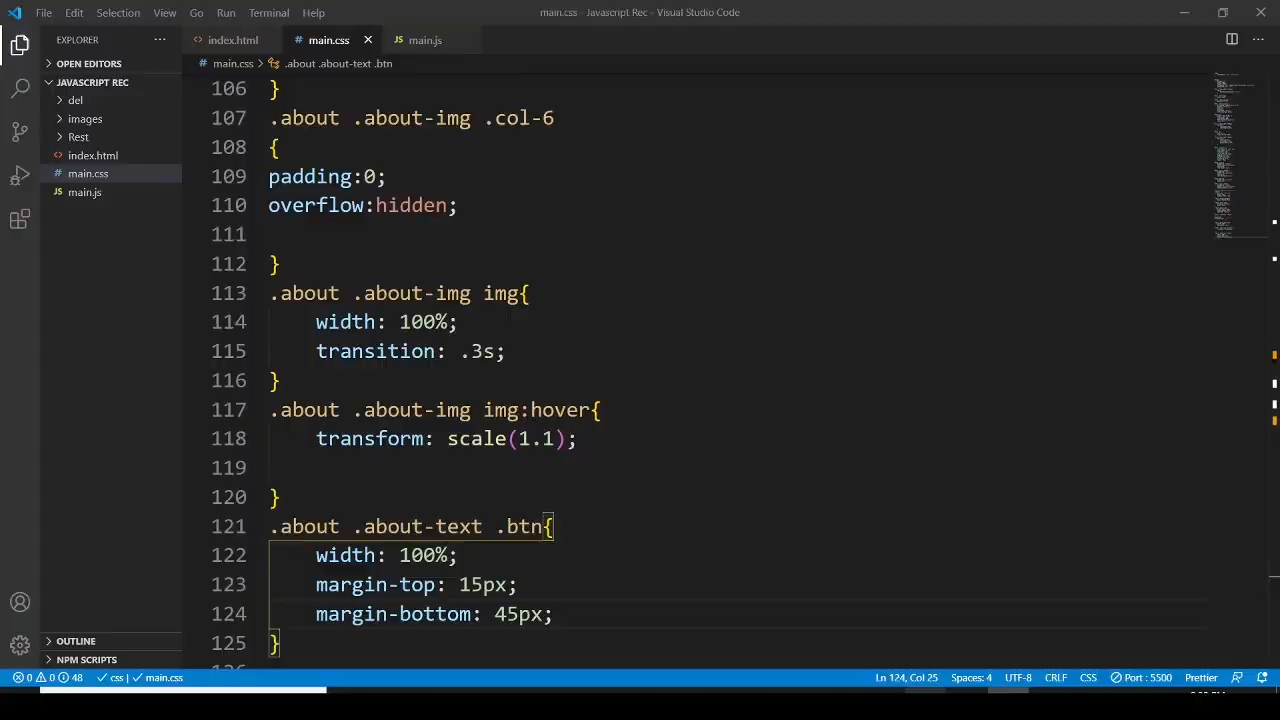 File Edit Selection View Go Run Terminal Help
main.css - Javascript Rec - Visual Studio Code
EXPLORER
index.html
main.css
main.js
OPEN EDITORS
main.css > .about .about-text .btn
JAVASCRIPT REC
del
images
Rest
index.html
main.css
main.js
106 }
107 .about .about-img .col-6
108 {
109 padding:0;
110 overflow:hidden;
111
112 }
113 .about .about-img img{
114 width: 100%;
115 transition: .3s;
116 }
117 .about .about-img img:hover{
118 transform: scale(1.1);
119
120 }
121 .about .about-text .btn{
122 width: 100%;
123 margin-top: 15px;
124 margin-bottom: 45px;
125 }
OUTLINE
NPM SCRIPTS
0 0 48 css main.css
Ln 124, Col 25 Spaces: 4 UTF-8 CRLF CSS Port : 5500 Prettier